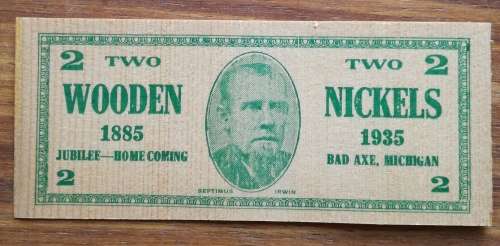 2 TWO TWO 2
WOODEN NICKELS
1885 1935
JUBILEE—HOME COMING BAD AXE, MICHIGAN
2 SEPTIMUS IRWIN 2